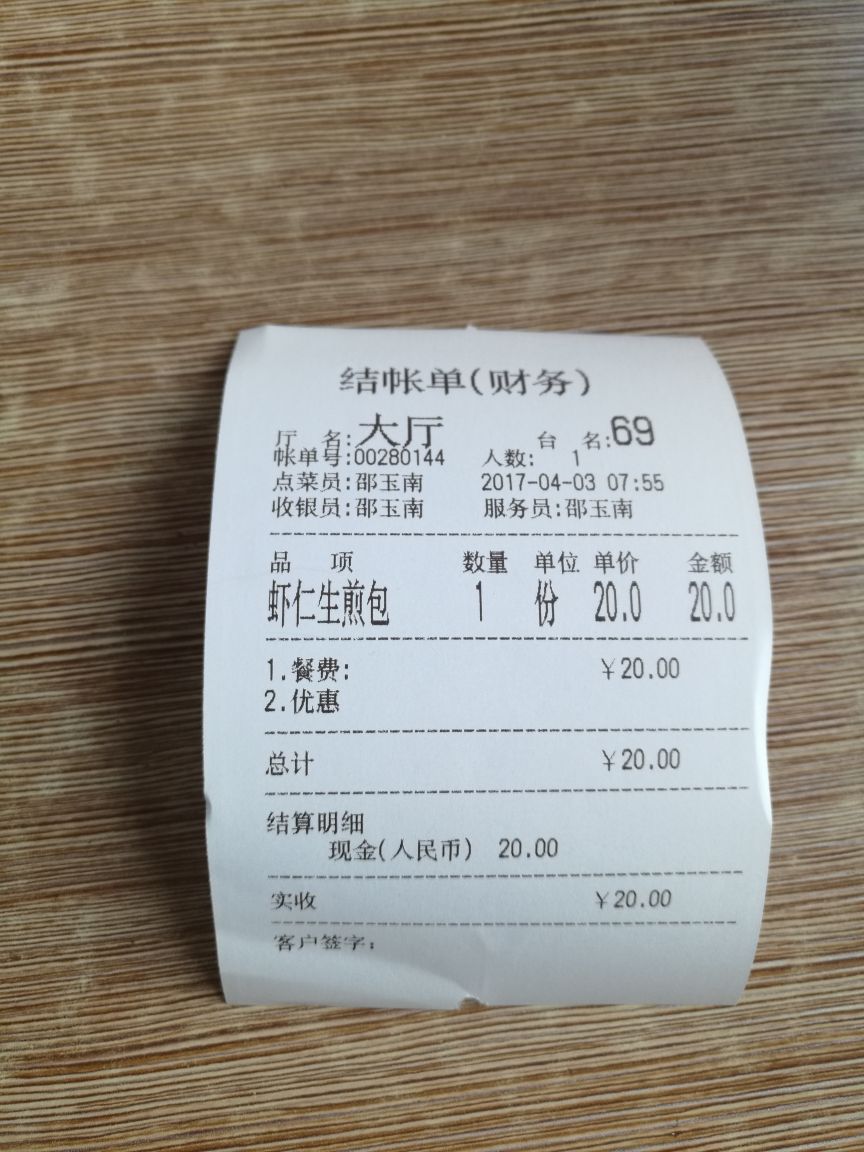 结帐单(财务)
厅 名:大厅 台 名:69
帐单号:00280144 人数: 1
点菜员:邵玉南 2017-04-03 07:55
收银员:邵玉南 服务员:邵玉南
品 项 数量 单位 单价 金额
虾仁生煎包 1 份 20.0 20.0
1.餐费: ￥20.00
2.优惠
总计 ￥20.00
结算明细
现金(人民币) 20.00
实收 ￥20.00
客户签字: